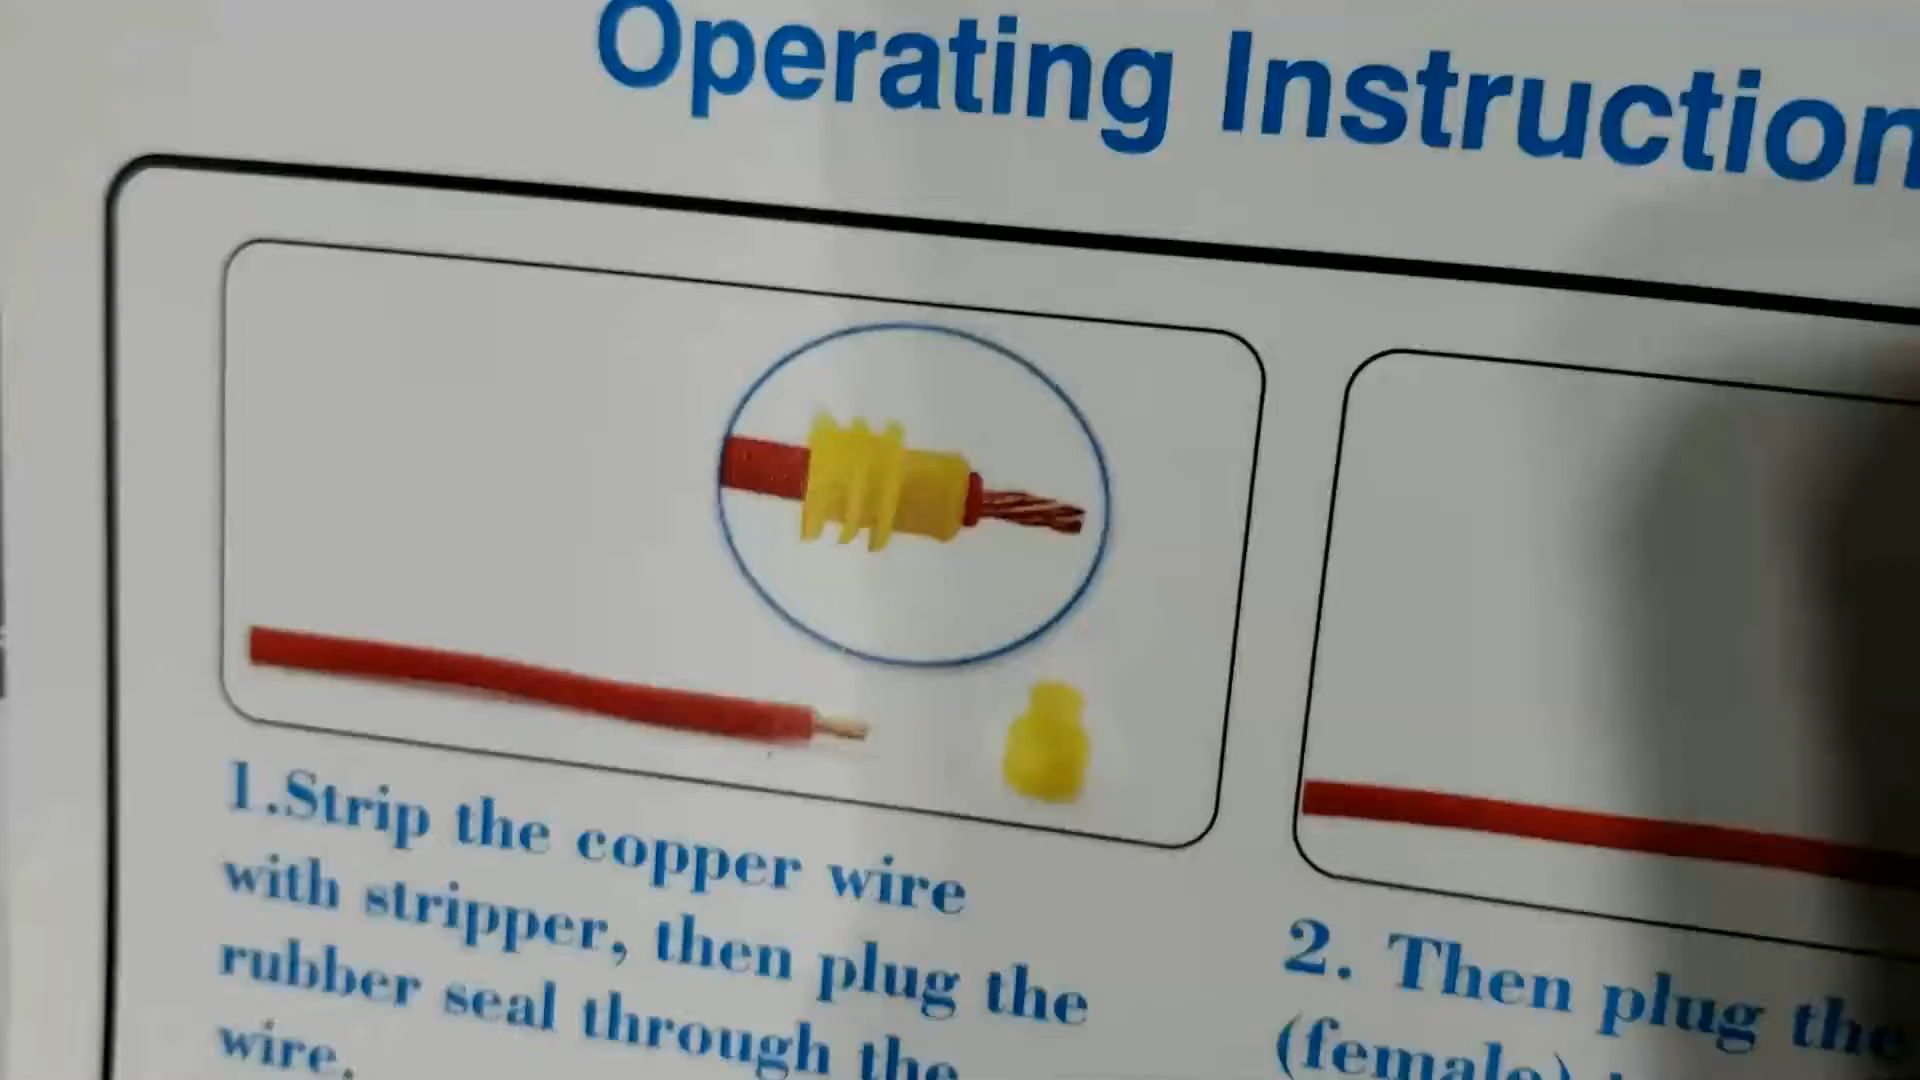 Operating Instruction
1.Strip the copper wire
with stripper, then plug the
rubber seal through the
wire.
2. Then plug the
(female)